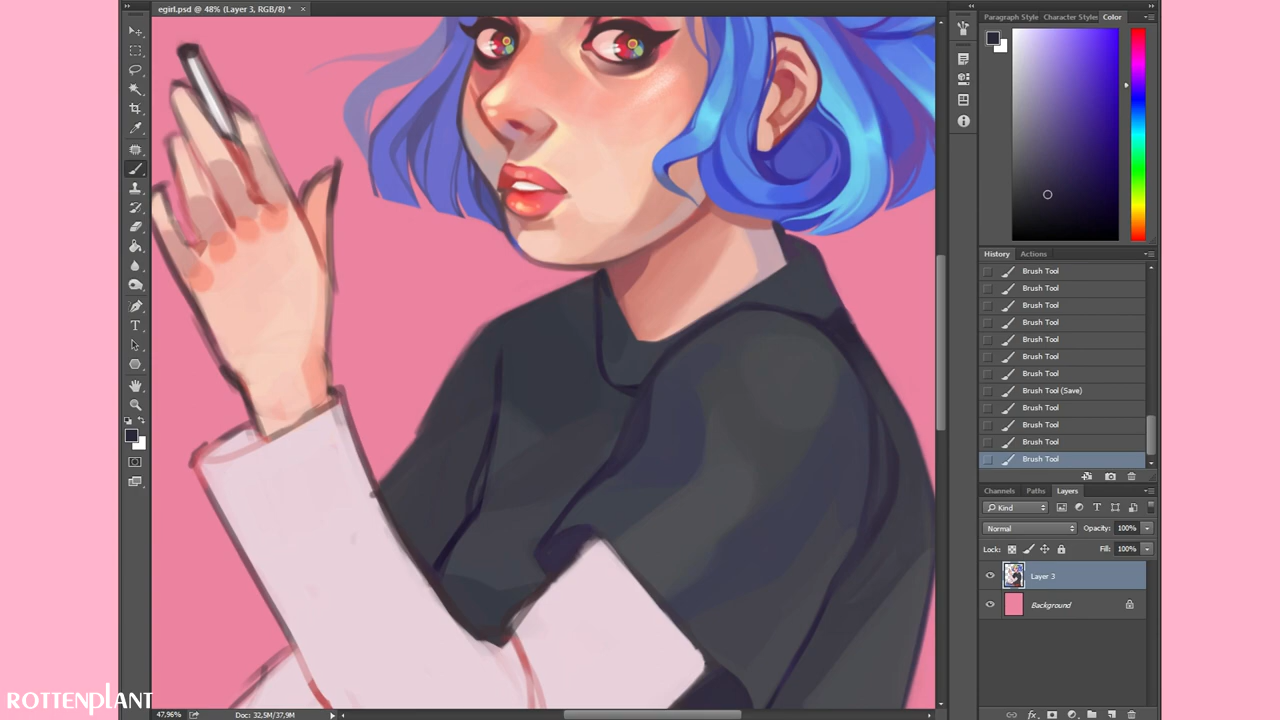 egirl.psd @ 48% (Layer 3, RGB/8) * ×
Paragraph Style Character Styles Color
History Actions
Brush Tool
Brush Tool
Brush Tool
Brush Tool
Brush Tool
Brush Tool
Brush Tool
Brush Tool (Save)
Brush Tool
Brush Tool
Brush Tool
Brush Tool
Channels Paths Layers
Kind
Normal Opacity: 100%
Lock: Fill: 100%
Layer 3
Background
ROTTENPLANT
47,96% Doc: 32,5M/37,9M